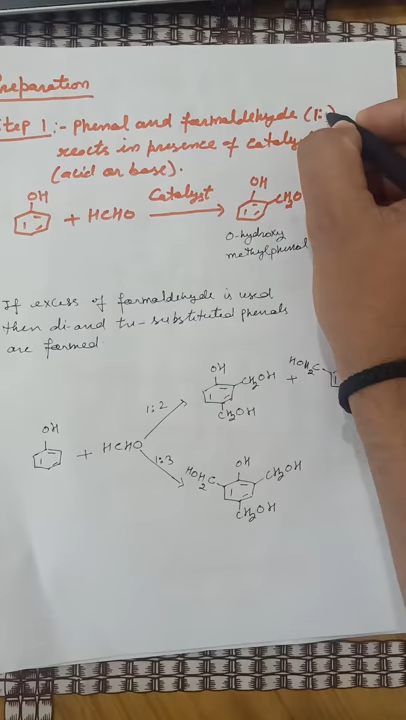 Preparation
Step 1:- Phenol and formaldehyde (1:
reacts in presence of
(acid or base).
OH
+ HCHO
Catalyst
OH
CH2O
O-hydroxy
methylphenol
If excess of formaldehyde is used
then di-and tri-substituted phenols
are formed
OH
+ HCHO
1:2
OH
CH2OH
CH2OH
+
HOH2C
1:3
HOH2C
OH
CH2OH
CH2OH